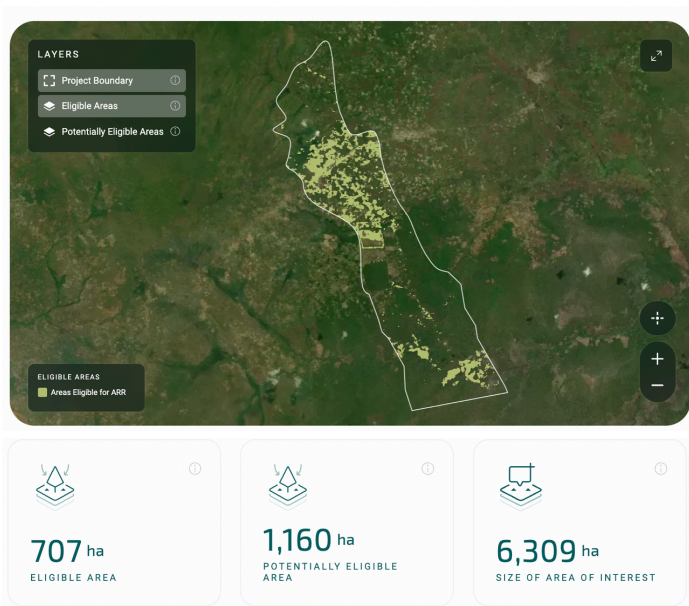 LAYERS
Project Boundary
Eligible Areas
Potentially Eligible Areas
ELIGIBLE AREAS
Areas Eligible for ARR
707 ha
ELIGIBLE AREA
1,160 ha
POTENTIALLY ELIGIBLE
AREA
6,309 ha
SIZE OF AREA OF INTEREST